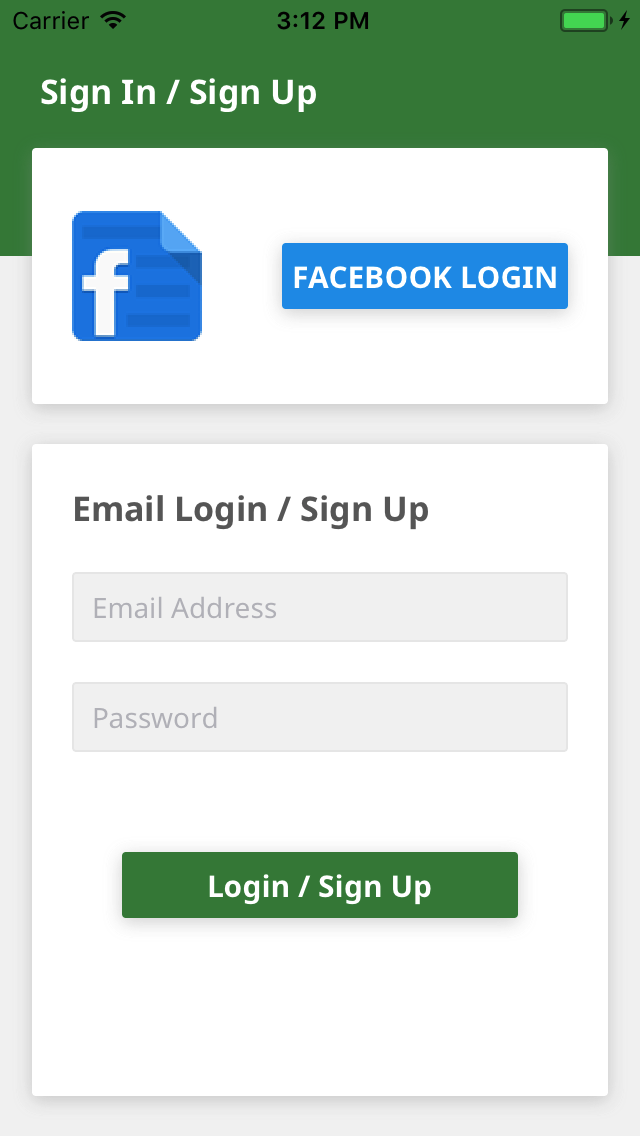 Carrier 3:12 PM
Sign In / Sign Up
f
FACEBOOK LOGIN
Email Login / Sign Up
Email Address
Password
Login / Sign Up